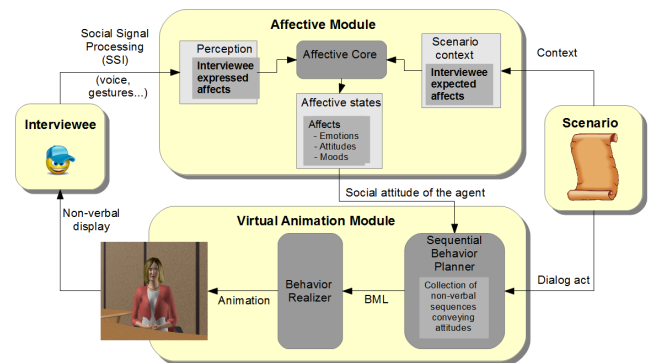 Social Signal
Processing
(SSI)
(voice,
gestures...)
Affective Module
Perception
Interviewee
expressed
affects
Affective Core
Scenario
context
Interviewee
expected
affects
Context
Affective states
Affects
- Emotions
- Attitudes
- Moods
Interviewee
Scenario
Social attitude of the agent
Non-verbal
display
Virtual Animation Module
Animation
Behavior
Realizer
BML
Sequential
Behavior
Planner
Collection of
non-verbal
sequences
conveying
attitudes
Dialog act